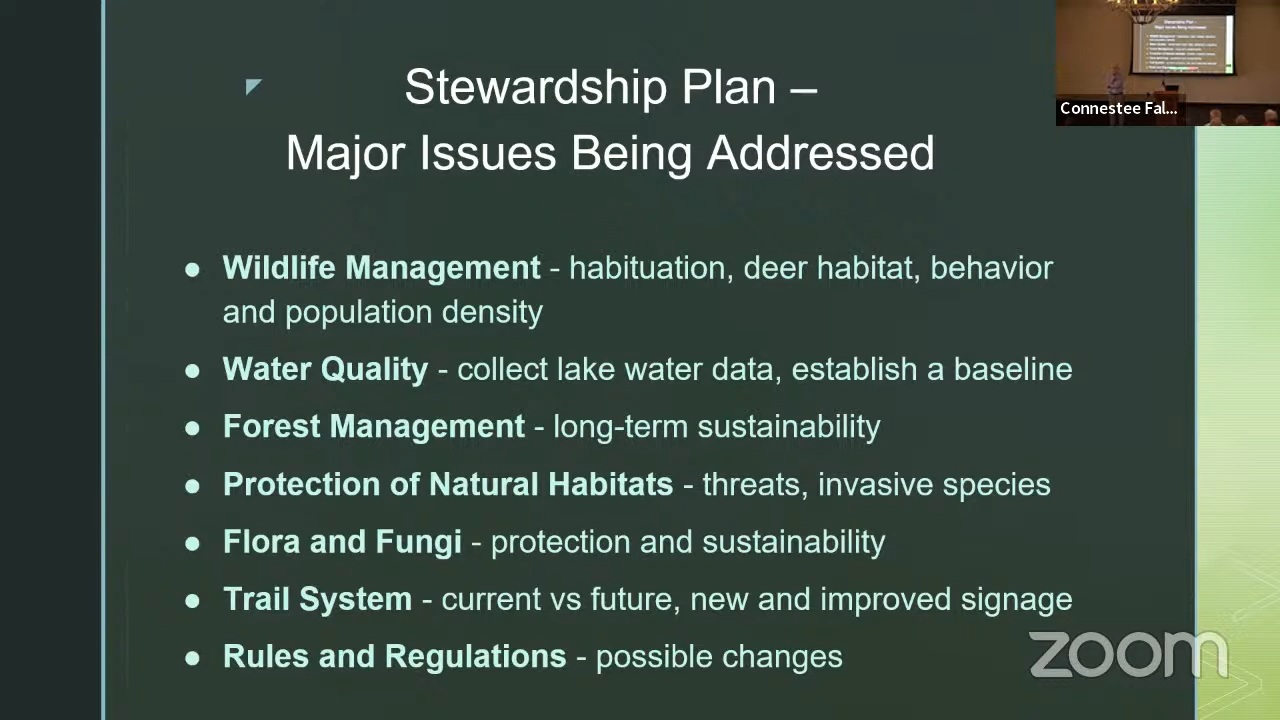 Stewardship Plan –
Major Issues Being Addressed
Connestee Fal...
● Wildlife Management - habituation, deer habitat, behavior
and population density
● Water Quality - collect lake water data, establish a baseline
● Forest Management - long-term sustainability
● Protection of Natural Habitats - threats, invasive species
● Flora and Fungi - protection and sustainability
● Trail System - current vs future, new and improved signage
● Rules and Regulations - possible changes
zoom